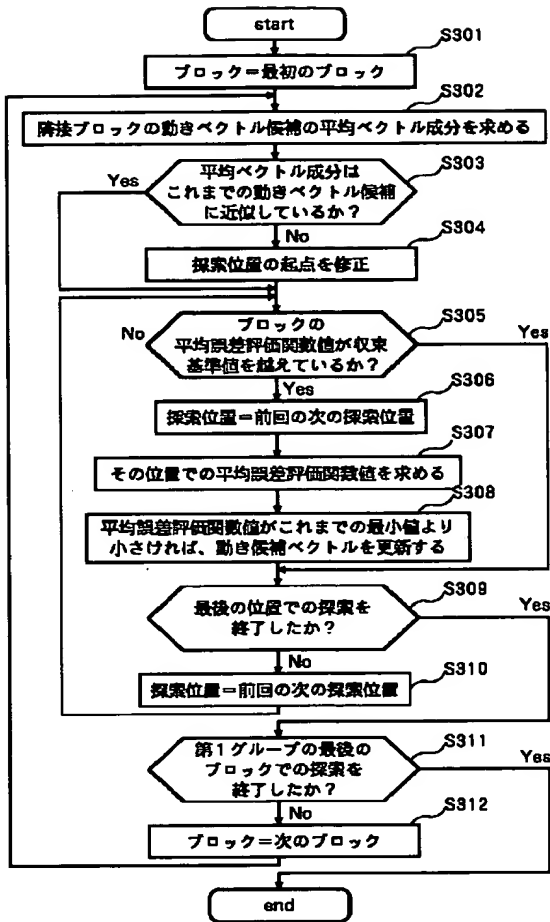 start
S301
ブロック=最初のブロック
S302
隣接ブロックの動きベクトル候補の平均ベクトル成分を求める
S303
平均ベクトル成分は
これまでの動きベクトル候補
に近似しているか?
Yes
No
S304
探索位置の起点を修正
S305
ブロックの
平均誤差評価関数値が収束
基準値を越えているか?
No
Yes
Yes
S306
探索位置=前回の次の探索位置
S307
その位置での平均誤差評価関数値を求める
S308
平均誤差評価関数値がこれまでの最小値より
小さければ、動き候補ベクトルを更新する
S309
最後の位置での探索を
終了したか?
Yes
No
S310
探索位置=前回の次の探索位置
S311
第1グループの最後の
ブロックでの探索を
終了したか?
Yes
No
S312
ブロック=次のブロック
end